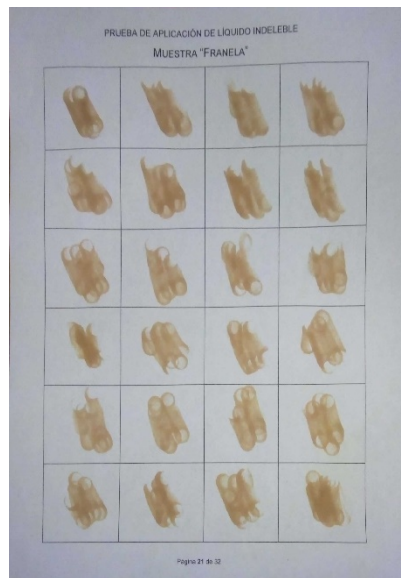 PRUEBA DE APLICACIÓN DE LÍQUIDO INDELEBLE
MUESTRA "FRANELA"
Página 21 de 32